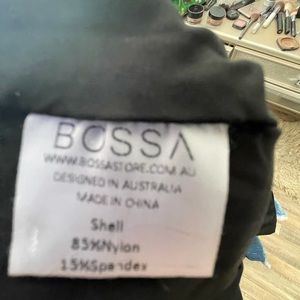 BOSSA
WWW.BOSSASTORE.COM.AU
DESIGNED IN AUSTRALIA
MADE IN CHINA
Shell
85%Nylon
15%Spandex